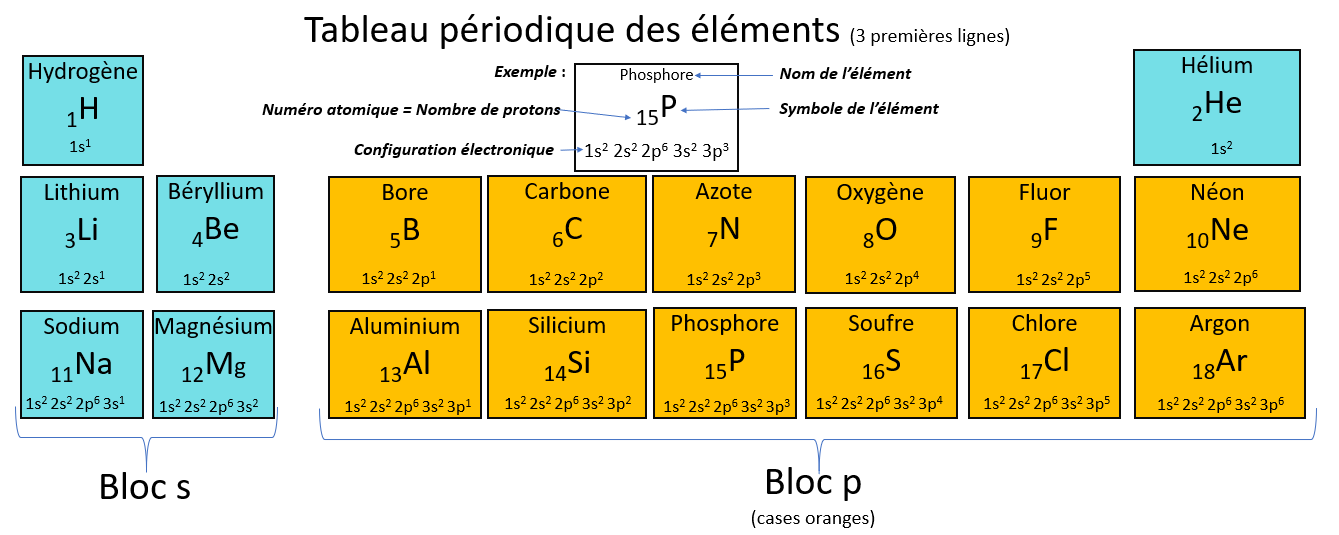 Tableau périodique des éléments (3 premières lignes)
Hydrogène
₁H
1s¹
Exemple :
Phosphore
Nom de l'élément
Numéro atomique = Nombre de protons
₁₅P
Symbole de l'élément
Configuration électronique
1s² 2s² 2p⁶ 3s² 3p³
Hélium
₂He
1s²
Lithium
₃Li
1s² 2s¹
Béryllium
₄Be
1s² 2s²
Bore
₅B
1s² 2s² 2p¹
Carbone
₆C
1s² 2s² 2p²
Azote
₇N
1s² 2s² 2p³
Oxygène
₈O
1s² 2s² 2p⁴
Fluor
₉F
1s² 2s² 2p⁵
Néon
₁₀Ne
1s² 2s² 2p⁶
Sodium
₁₁Na
1s² 2s² 2p⁶ 3s¹
Magnésium
₁₂Mg
1s² 2s² 2p⁶ 3s²
Aluminium
₁₃Al
1s² 2s² 2p⁶ 3s² 3p¹
Silicium
₁₄Si
1s² 2s² 2p⁶ 3s² 3p²
Phosphore
₁₅P
1s² 2s² 2p⁶ 3s² 3p³
Soufre
₁₆S
1s² 2s² 2p⁶ 3s² 3p⁴
Chlore
₁₇Cl
1s² 2s² 2p⁶ 3s² 3p⁵
Argon
₁₈Ar
1s² 2s² 2p⁶ 3s² 3p⁶
Bloc s
Bloc p
(cases oranges)